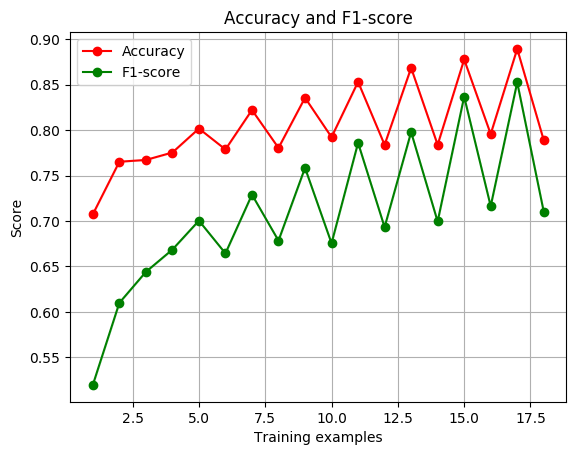 Accuracy and F1-score
Accuracy
F1-score
0.90
0.85
0.80
0.75
0.70
0.65
0.60
0.55
Score
2.5 5.0 7.5 10.0 12.5 15.0 17.5
Training examples